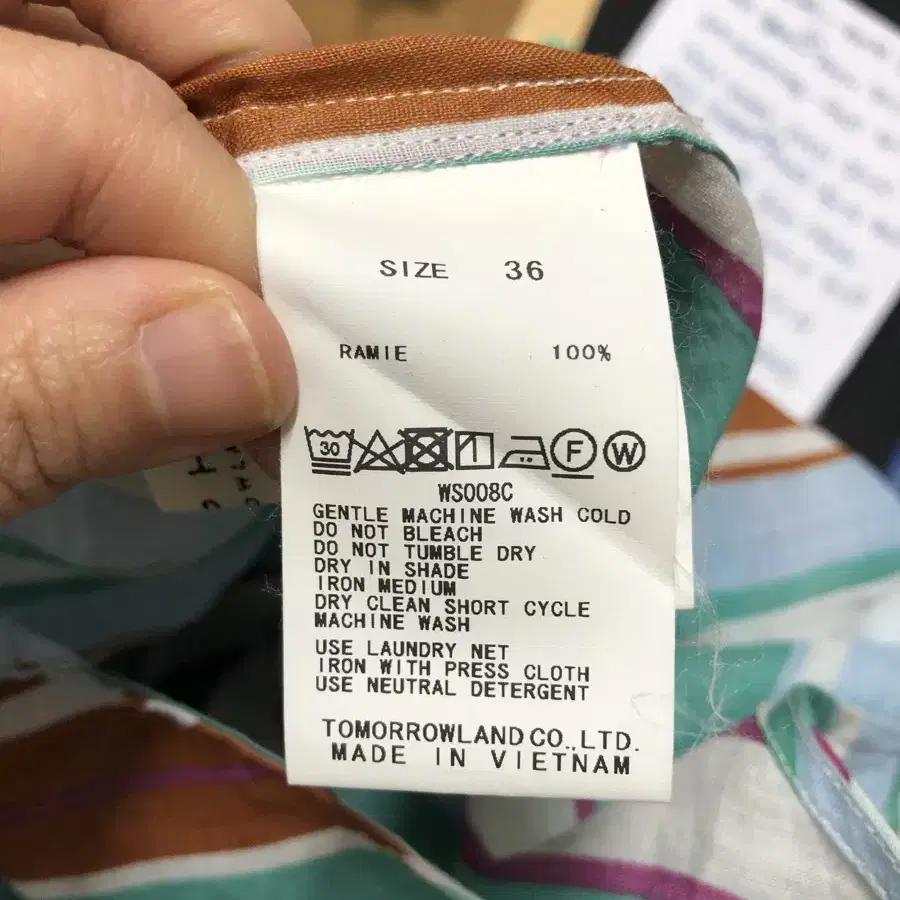 SIZE 36
RAMIE 100%
30
F W
WS008C
GENTLE MACHINE WASH COLD
DO NOT BLEACH
DO NOT TUMBLE DRY
DRY IN SHADE
IRON MEDIUM
DRY CLEAN SHORT CYCLE
MACHINE WASH
USE LAUNDRY NET
IRON WITH PRESS CLOTH
USE NEUTRAL DETERGENT
TOMORROWLAND CO.,LTD.
MADE IN VIETNAM